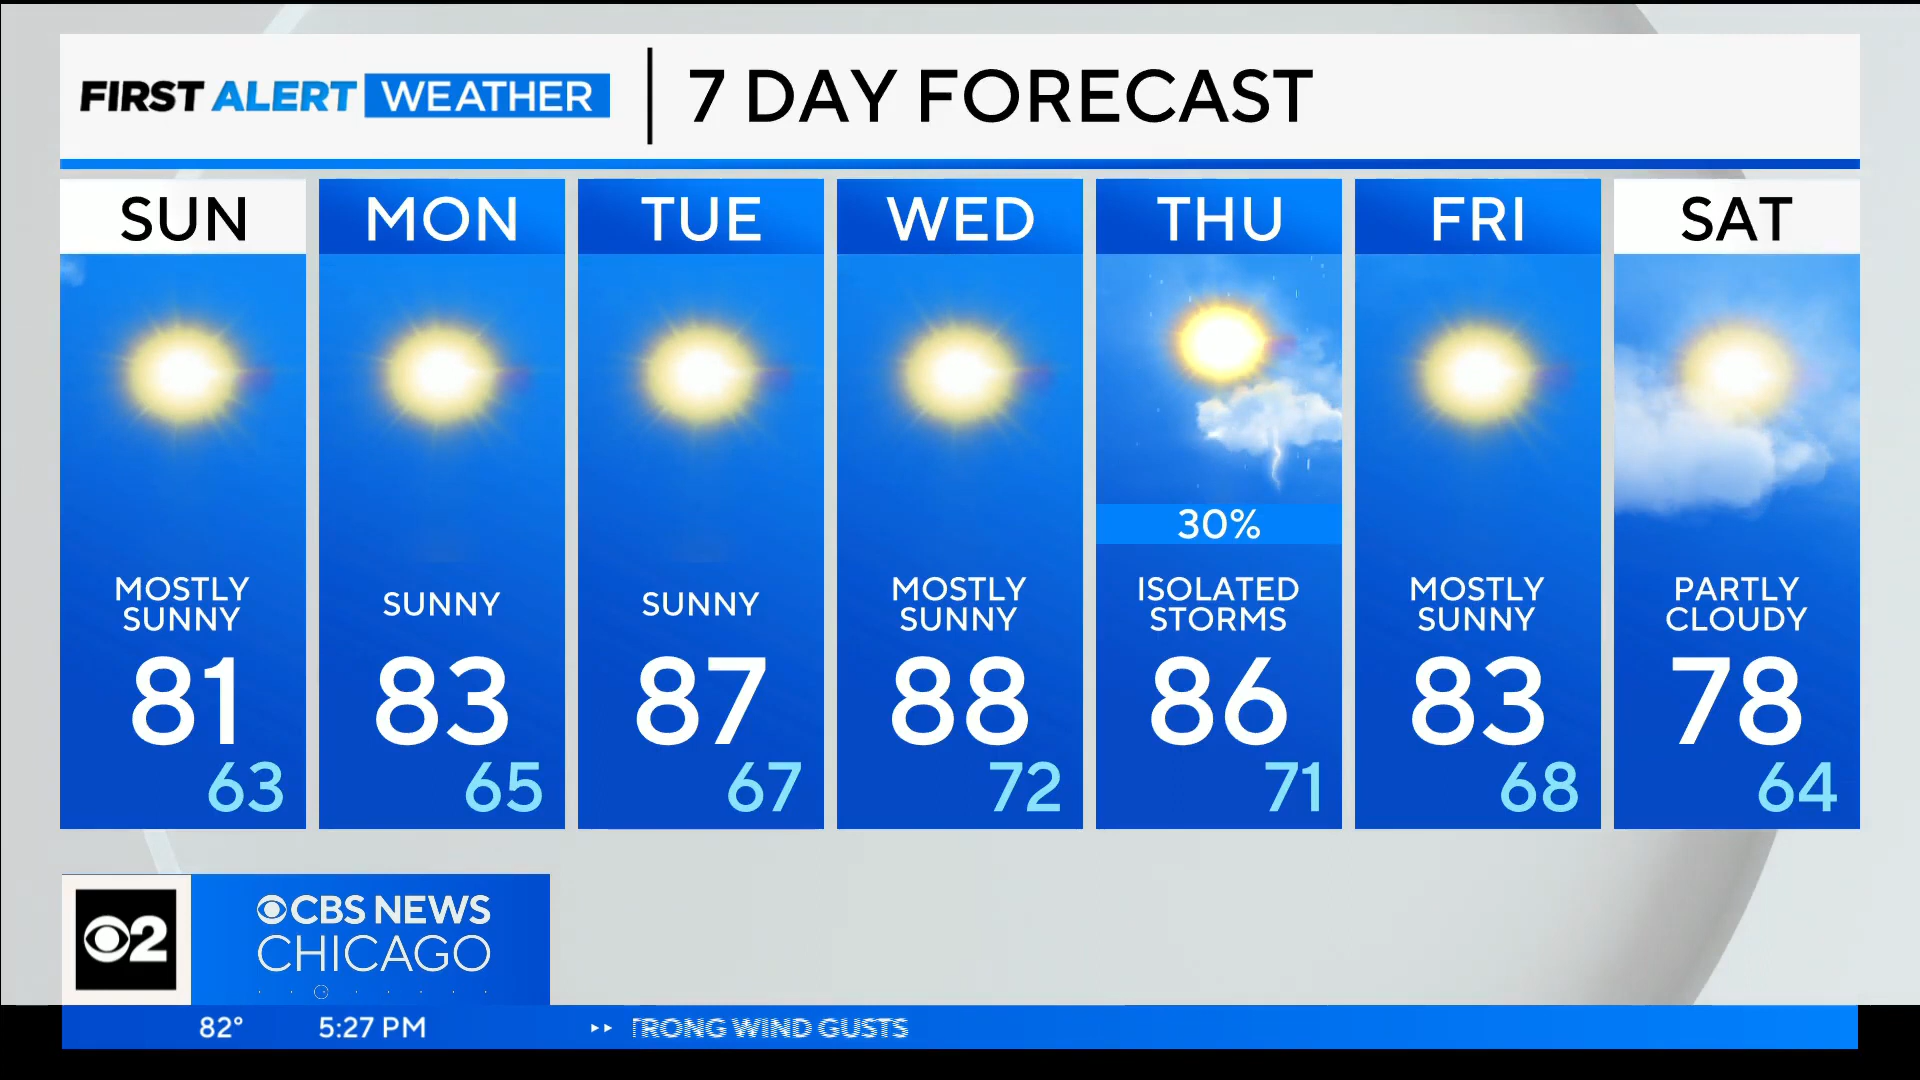 FIRST ALERT WEATHER
7 DAY FORECAST
SUN
MOSTLY
SUNNY
81
63
MON
SUNNY
83
65
TUE
SUNNY
87
67
WED
MOSTLY
SUNNY
88
72
THU
30%
ISOLATED
STORMS
86
71
FRI
MOSTLY
SUNNY
83
68
SAT
PARTLY
CLOUDY
78
64
2
CBS NEWS
CHICAGO
82° 5:27 PM TRONG WIND GUSTS